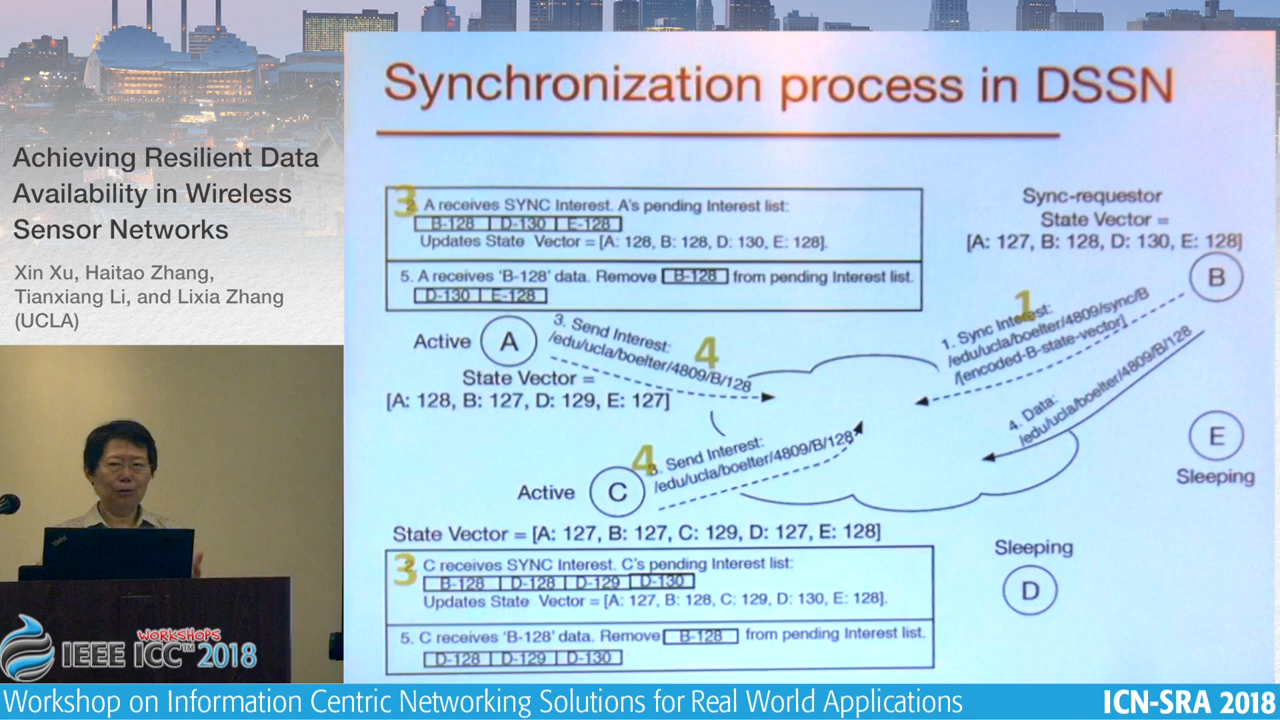 Achieving Resilient Data
Availability in Wireless
Sensor Networks
Xin Xu, Haitao Zhang,
Tianxiang Li, and Lixia Zhang
(UCLA)
Synchronization process in DSSN
3
A receives SYNC Interest. A's pending Interest list:
B-128 D-130 E-128
Updates State Vector = [A: 128, B: 128, D: 130, E: 128].
5. A receives 'B-128' data. Remove B-128 from pending Interest list.
D-130 E-128
Sync-requestor
State Vector =
[A: 127, B: 128, D: 130, E: 128]
B
1
1. Sync Interest:
/edu/ucla/boelter/4809/sync/B
/[encoded-B-state-vector]
Active A
3. Send Interest:
/edu/ucla/boelter/4809/B/128
4
State Vector =
[A: 128, B: 127, D: 129, E: 127]
4. Data:
/edu/ucla/boelter/4809/B/128
E
Sleeping
4
3. Send Interest:
/edu/ucla/boelter/4809/B/128
Active C
State Vector = [A: 127, B: 127, C: 129, D: 127, E: 128]
Sleeping
D
3
C receives SYNC Interest. C's pending Interest list:
B-128 D-128 D-129 D-130
Updates State Vector = [A: 127, B: 128, C: 129, D: 130, E: 128].
5. C receives 'B-128' data. Remove B-128 from pending Interest list.
D-128 D-129 D-130
ThinkPad
WORKSHOPS
IEEE ICC™ 2018
Workshop on Information Centric Networking Solutions for Real World Applications
ICN-SRA 2018